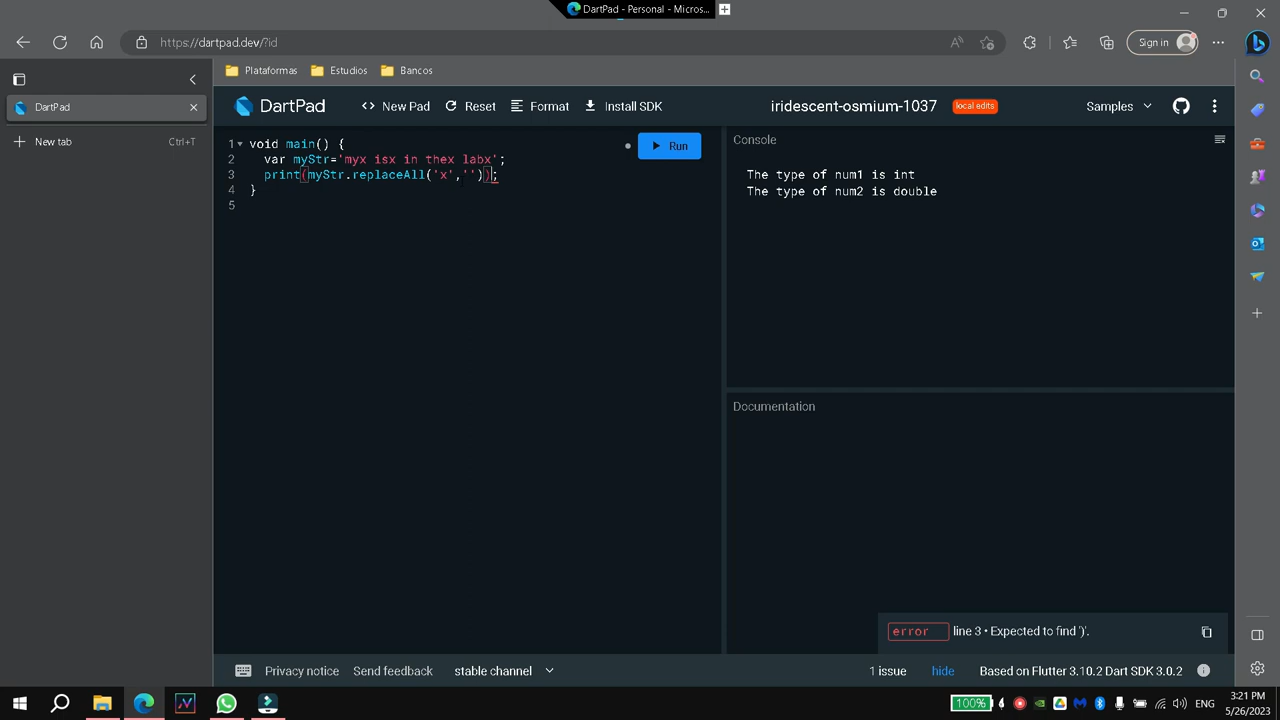 DartPad - Personal - Micros...
https://dartpad.dev/?id
Sign in
Plataformas
Estudios
Bancos
DartPad
New tab
Ctrl+T
DartPad
<> New Pad
Reset
Format
Install SDK
iridescent-osmium-1037
local edits
Samples
1 void main() {
2 var myStr='myx isx in thex labx';
3 print(myStr.replaceAll('x',''));
4 }
5
Run
Console
The type of num1 is int
The type of num2 is double
Documentation
error
line 3 • Expected to find ')'.
Privacy notice
Send feedback
stable channel
1 issue
hide
Based on Flutter 3.10.2 Dart SDK 3.0.2
100%
ENG
3:21 PM
5/26/2023